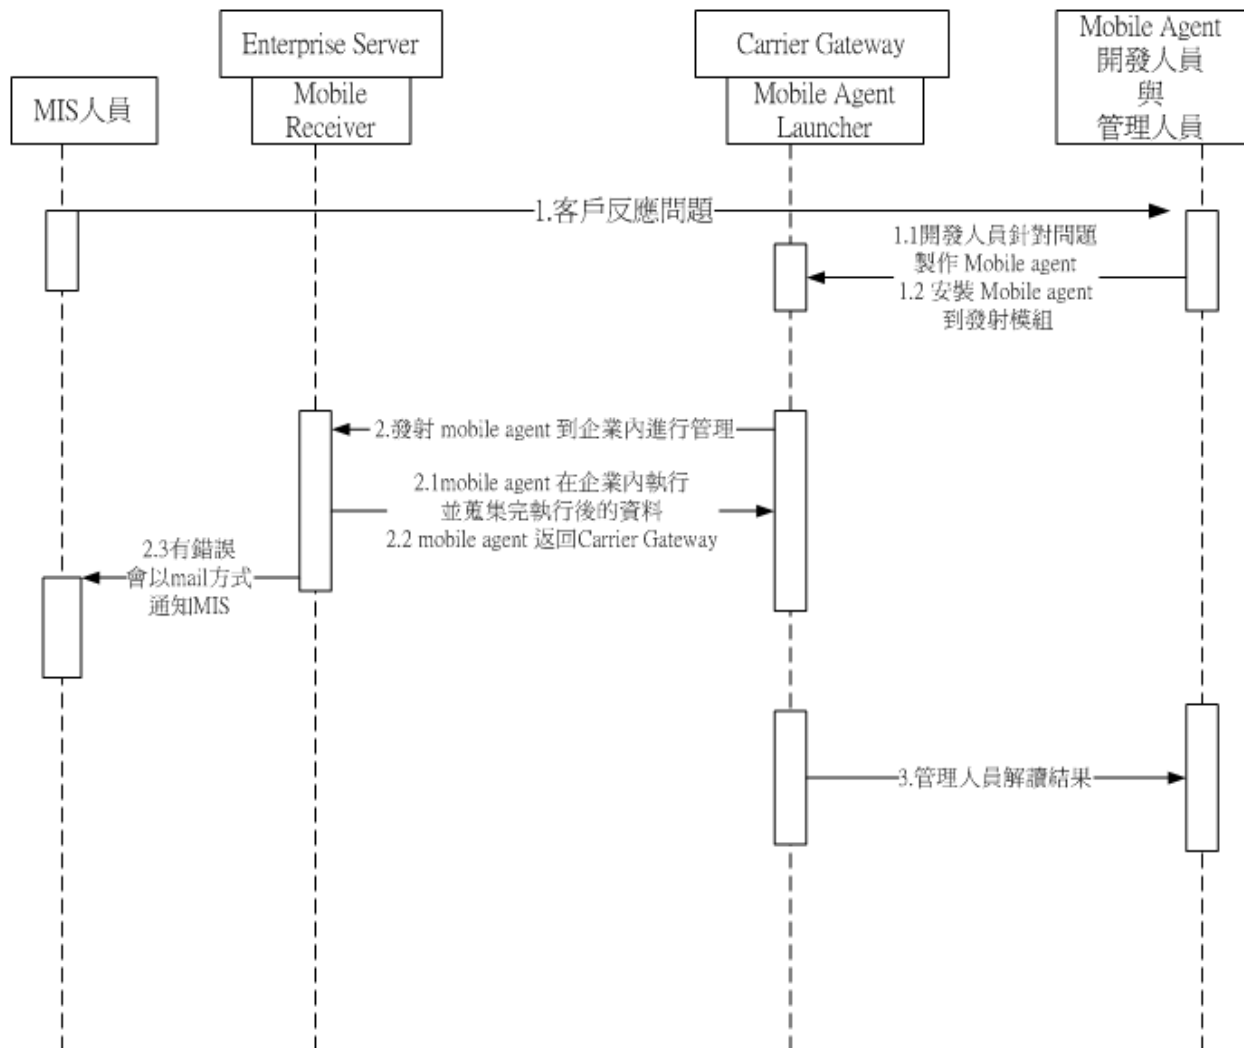 Enterprise Server
Mobile
Receiver
MIS人員
Carrier Gateway
Mobile Agent
Launcher
Mobile Agent
開發人員
與
管理人員
1.客戶反應問題
1.1開發人員針對問題
製作 Mobile agent
1.2 安裝 Mobile agent
到發射模組
2.發射 mobile agent 到企業內進行管理
2.1mobile agent 在企業內執行
並蒐集完執行後的資料
2.2 mobile agent 返回Carrier Gateway
2.3有錯誤
會以mail方式
通知MIS
3.管理人員解讀結果